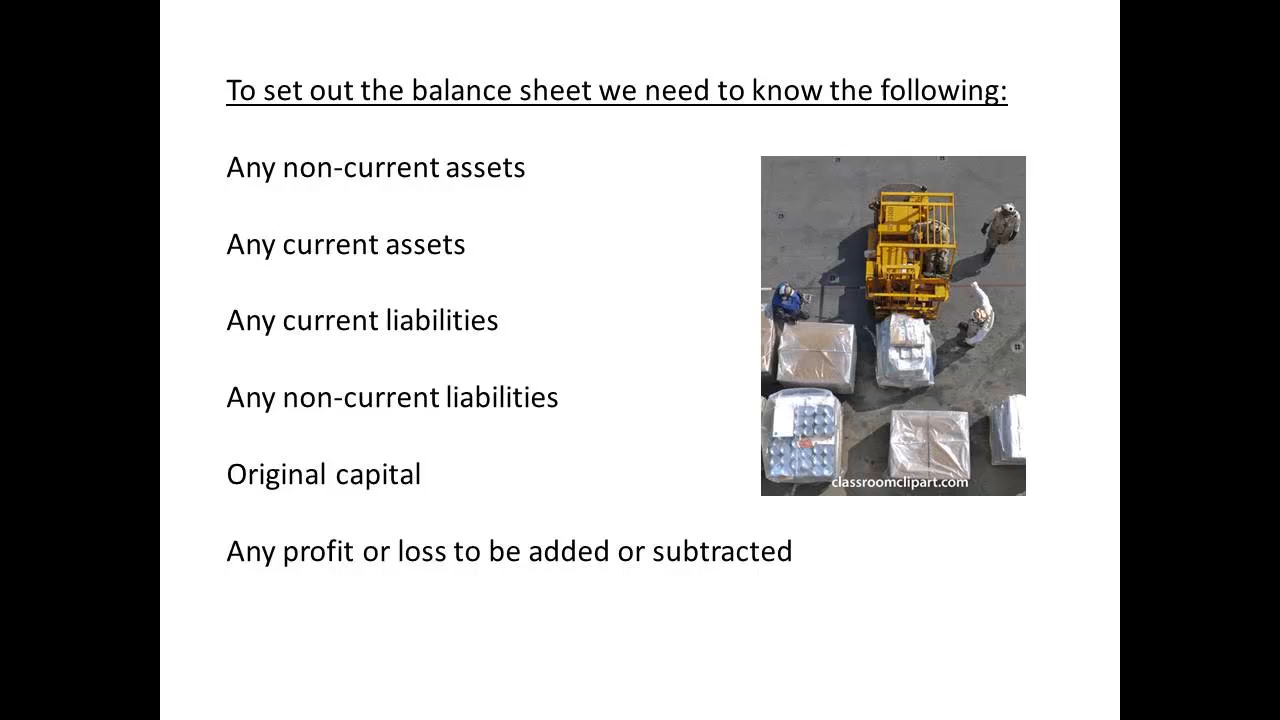 To set out the balance sheet we need to know the following:
Any non-current assets
Any current assets
Any current liabilities
Any non-current liabilities
Original capital
Any profit or loss to be added or subtracted
classroomclipart.com